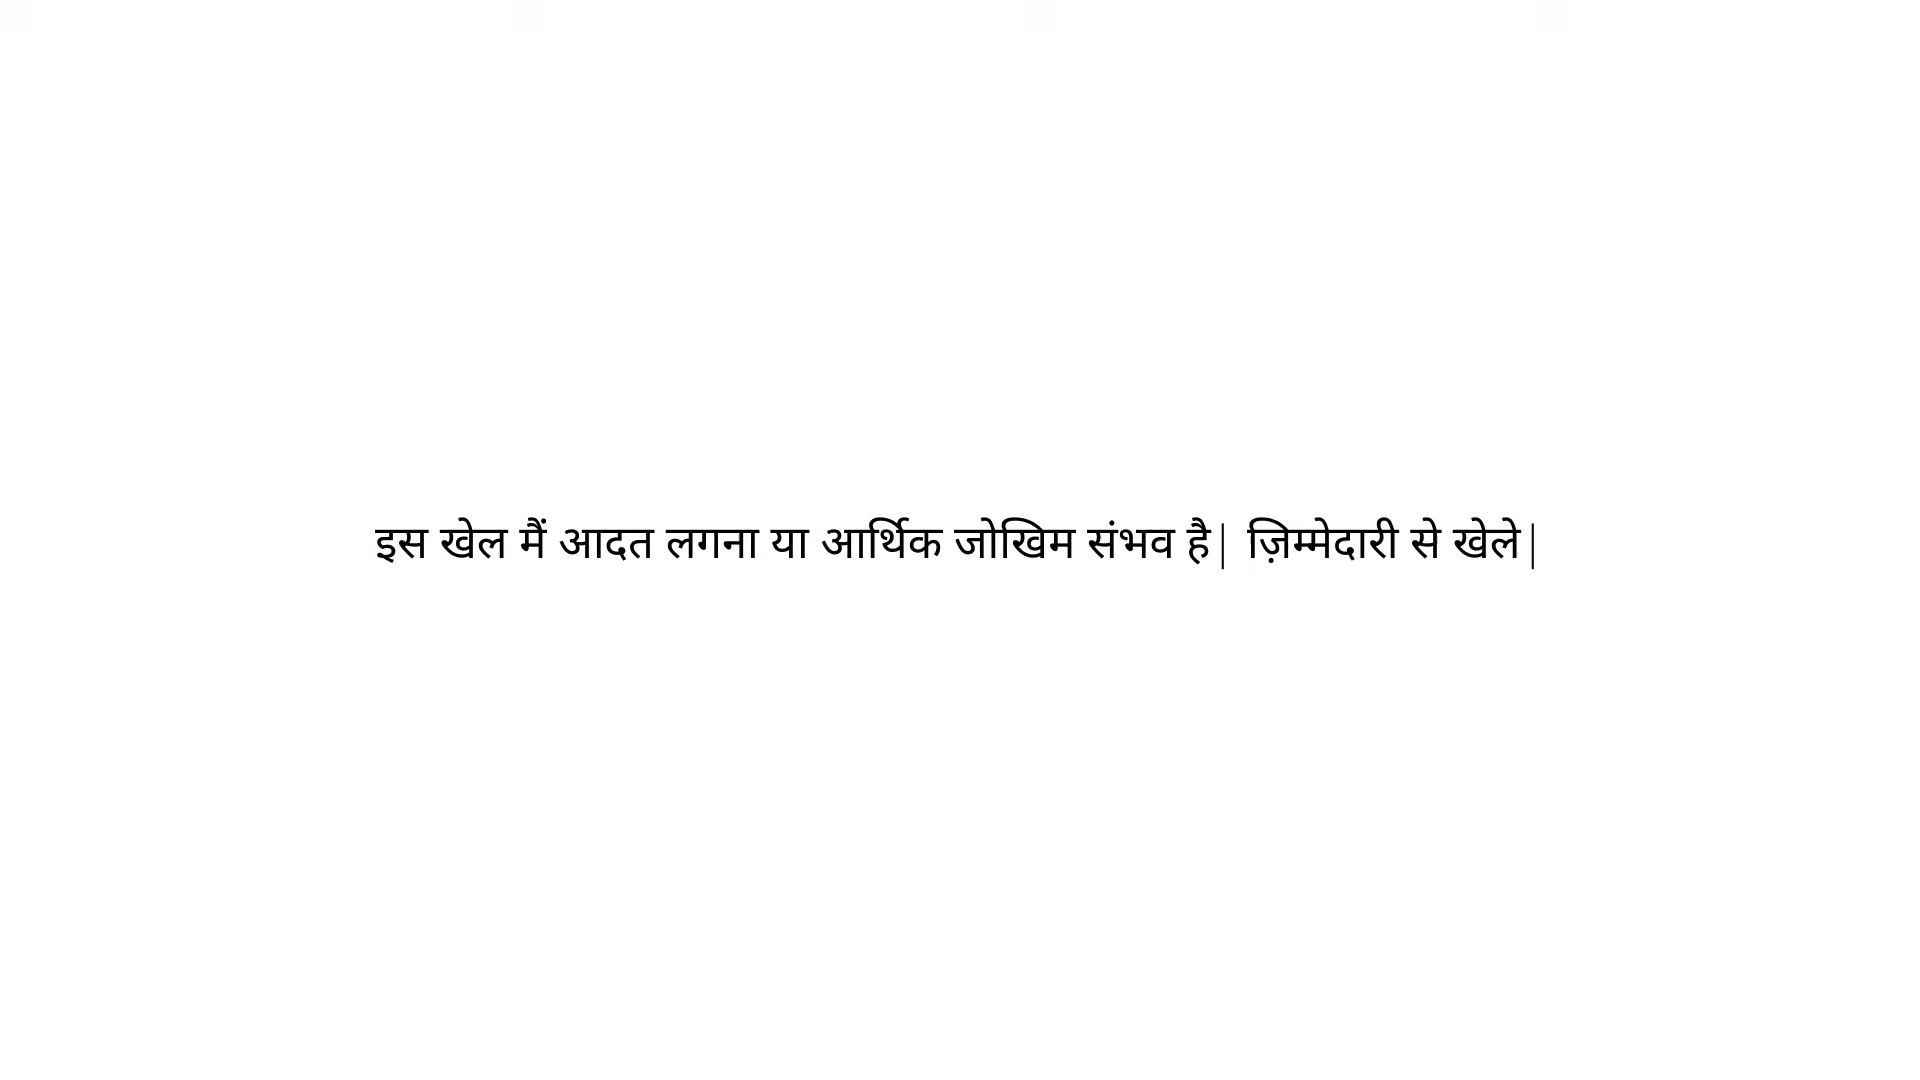 इस खेल मैं आदत लगना या आर्थिक जोखिम संभव है| ज़िम्मेदारी से खेले|